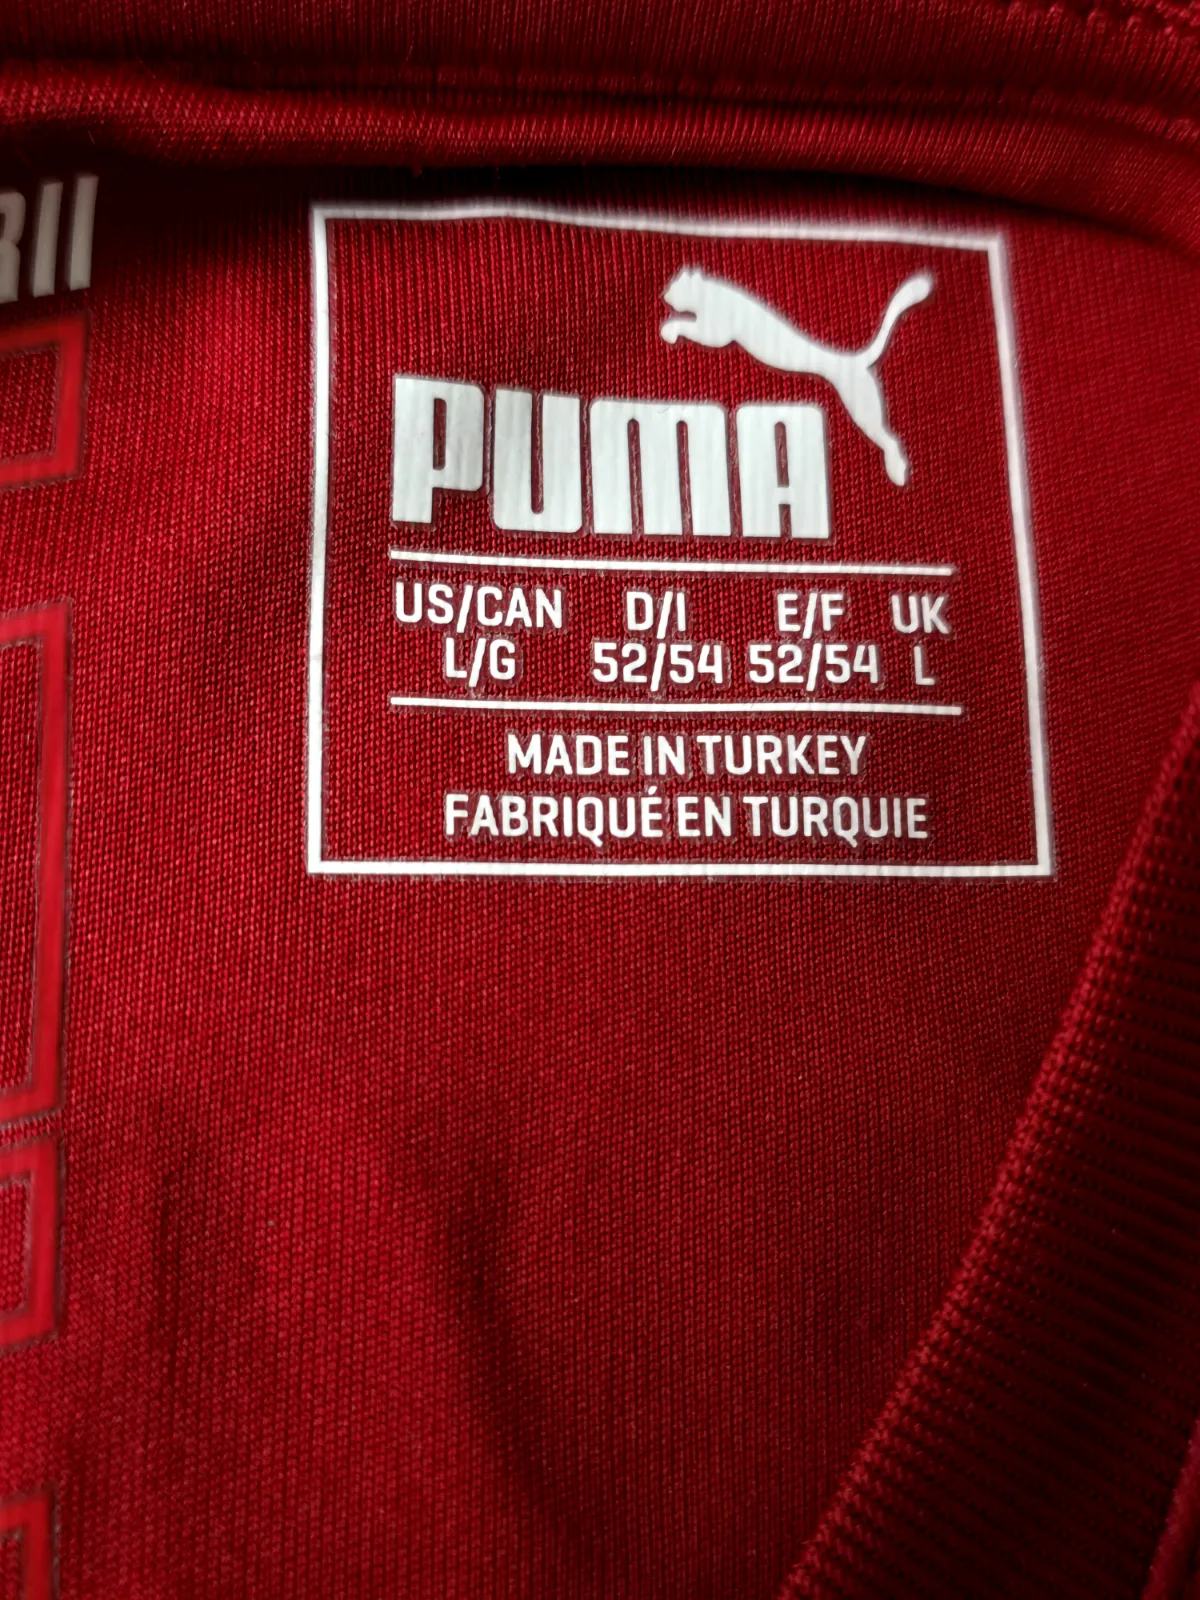 PUMA
US/CAN D/I E/F UK
L/G 52/54 52/54 L
MADE IN TURKEY
FABRIQUÉ EN TURQUIE